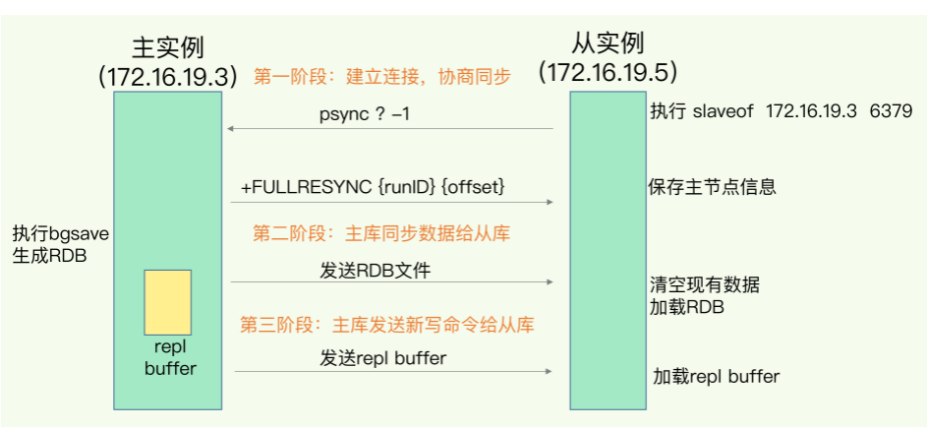 主实例
(172.16.19.3)
从实例
(172.16.19.5)
第一阶段：建立连接，协商同步
执行 slaveof 172.16.19.3 6379
psync ? -1
+FULLRESYNC {runID} {offset}
保存主节点信息
执行bgsave
生成RDB
第二阶段：主库同步数据给从库
发送RDB文件
清空现有数据
加载RDB
第三阶段：主库发送新写命令给从库
repl
buffer
发送repl buffer
加载repl buffer